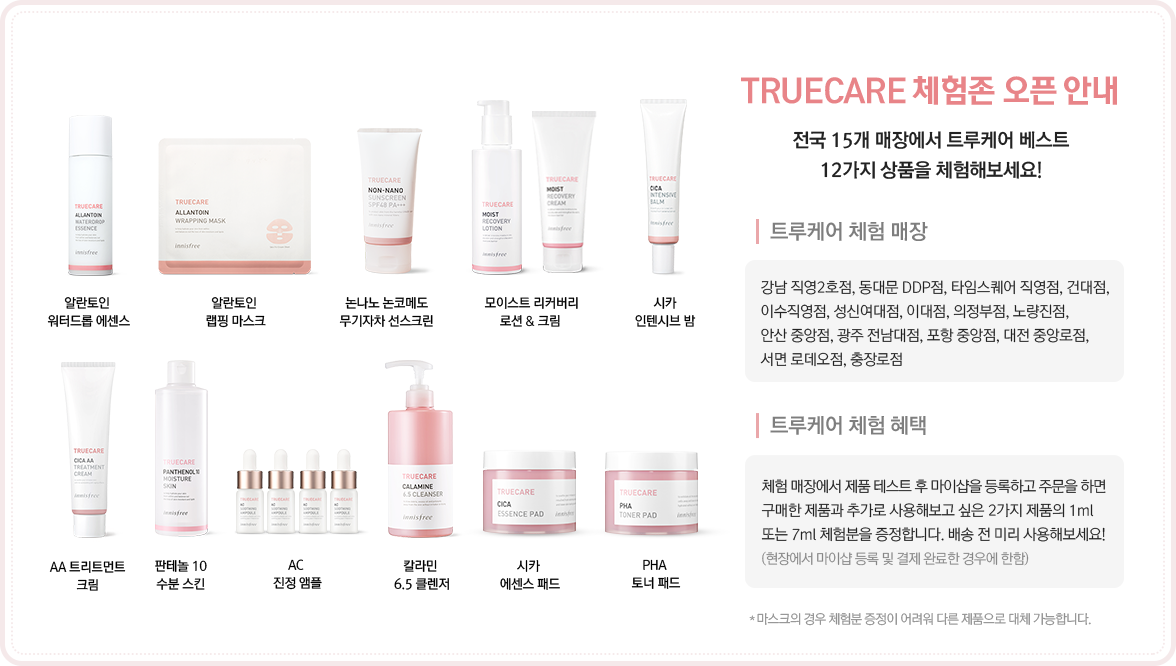 TRUECARE 체험존 오픈 안내
전국 15개 매장에서 트루케어 베스트
12가지 상품을 체험해보세요!
트루케어 체험 매장
강남 직영2호점, 동대문 DDP점, 타임스퀘어 직영점, 건대점,
이수직영점, 성신여대점, 이대점, 의정부점, 노량진점,
안산 중앙점, 광주 전남대점, 포항 중앙점, 대전 중앙로점,
서면 로데오점, 충장로점
트루케어 체험 혜택
체험 매장에서 제품 테스트 후 마이샵을 등록하고 주문을 하면
구매한 제품과 추가로 사용해보고 싶은 2가지 제품의 1ml
또는 7ml 체험분을 증정합니다. 배송 전 미리 사용해보세요!
(현장에서 마이샵 등록 및 결제 완료한 경우에 한함)
*마스크의 경우 체험분 증정이 어려워 다른 제품으로 대체 가능합니다.
TRUECARE
ALLANTOIN
WATERDROP
ESSENCE
innisfree
알란토인
워터드롭 에센스
TRUECARE
ALLANTOIN
WRAPPING MASK
innisfree
알란토인
랩핑 마스크
TRUECARE
NON-NANO
SUNSCREEN
SPF48 PA+++
innisfree
논나노 논코메도
무기자차 선스크린
TRUECARE
MOIST
RECOVERY
LOTION
innisfree
TRUECARE
MOIST
RECOVERY
CREAM
innisfree
모이스트 리커버리
로션 & 크림
TRUECARE
CICA
INTENSIVE
BALM
innisfree
시카
인텐시브 밤
TRUECARE
CICA AA
TREATMENT
CREAM
innisfree
AA 트리트먼트
크림
TRUECARE
PANTHENOL 10
MOISTURE
SKIN
innisfree
판테놀 10
수분 스킨
TRUECARE
AC
진정 앰플
TRUECARE
CALAMINE
6.5 CLEANSER
innisfree
칼라민
6.5 클렌저
TRUECARE
CICA
ESSENCE PAD
innisfree
시카
에센스 패드
TRUECARE
PHA
TONER PAD
innisfree
PHA
토너 패드